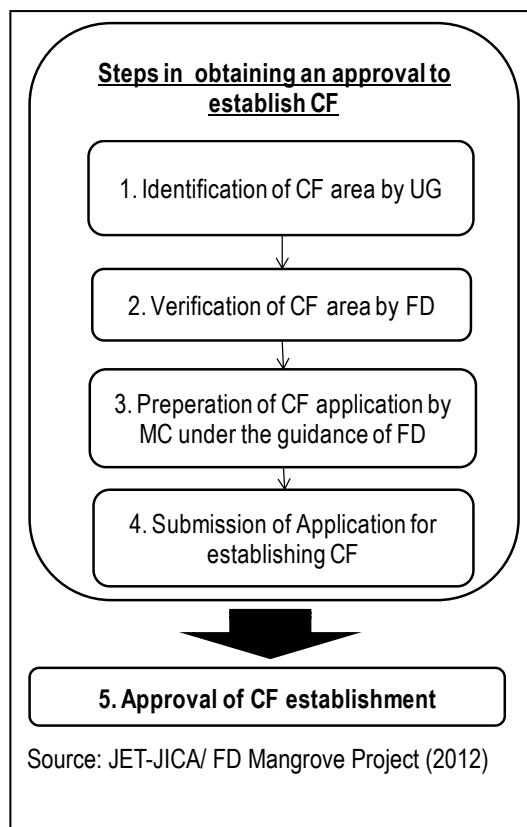 Steps in obtaining an approval to
establish CF
1. Identification of CF area by UG
2. Verification of CF area by FD
3. Preperation of CF application by
MC under the guidance of FD
4. Submission of Application for
establishing CF
5. Approval of CF establishment
Source: JET-JICA/ FD Mangrove Project (2012)